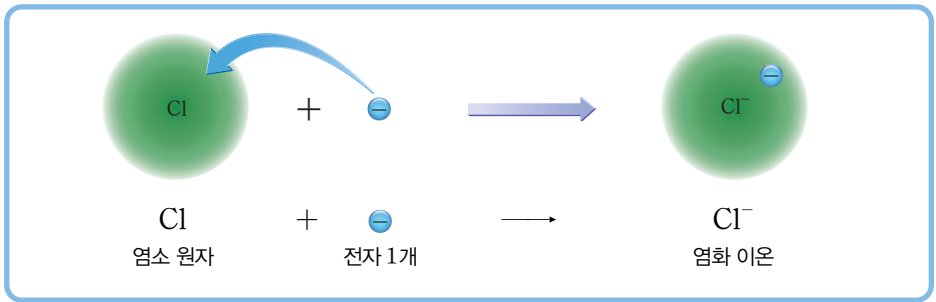 Cl + − Cl⁻ −
Cl + − → Cl⁻
염소 원자 전자 1개 염화 이온